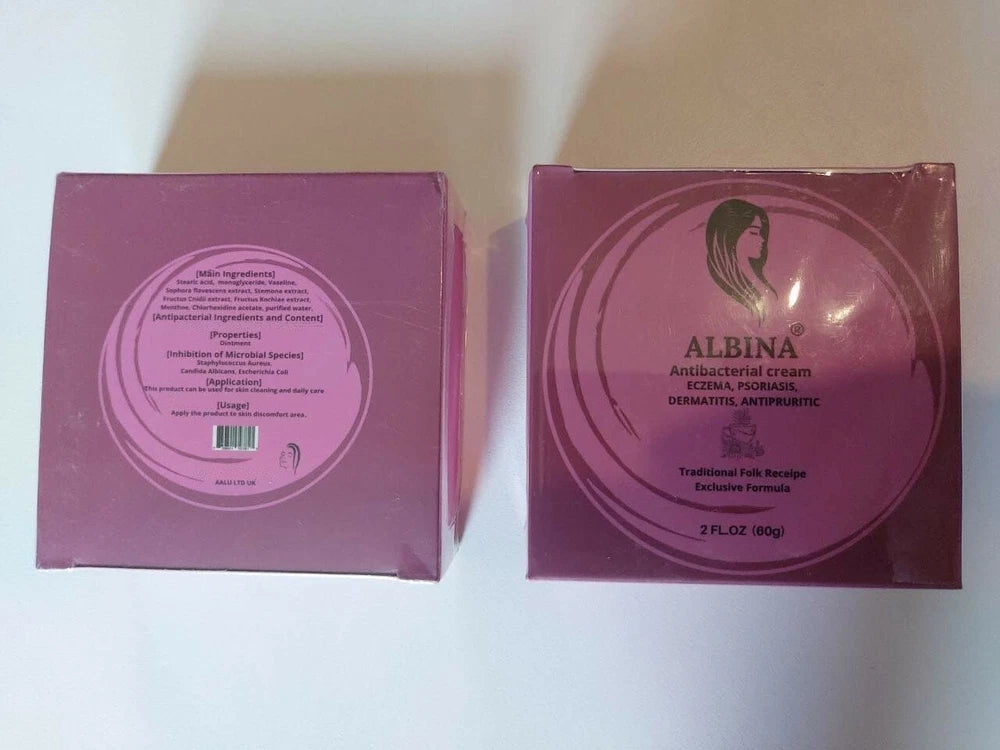 [Main Ingredients]
Stearic acid, monoglyceride, Vaseline,
Sophora flavescens extract, Stemona extract,
Fructus Cnidii extract, Fructus Kochiae extract,
Menthne, Chlorhexidine acetate, purified water.
[Antipacterial Ingredients and Content]
[Properties]
Ointment
[Inhibition of Microbial Species]
Staphylococcus Aureus,
Candida Albicans, Escherichia Coli
[Application]
This product can be used for skin cleaning and daily care
[Usage]
Apply the product to skin discomfort area.
AALU LTD UK
ALBINA®
Antibacterial cream
ECZEMA, PSORIASIS,
DERMATITIS, ANTIPRURITIC
Traditional Folk Receipe
Exclusive Formula
2 FL.OZ (60g)